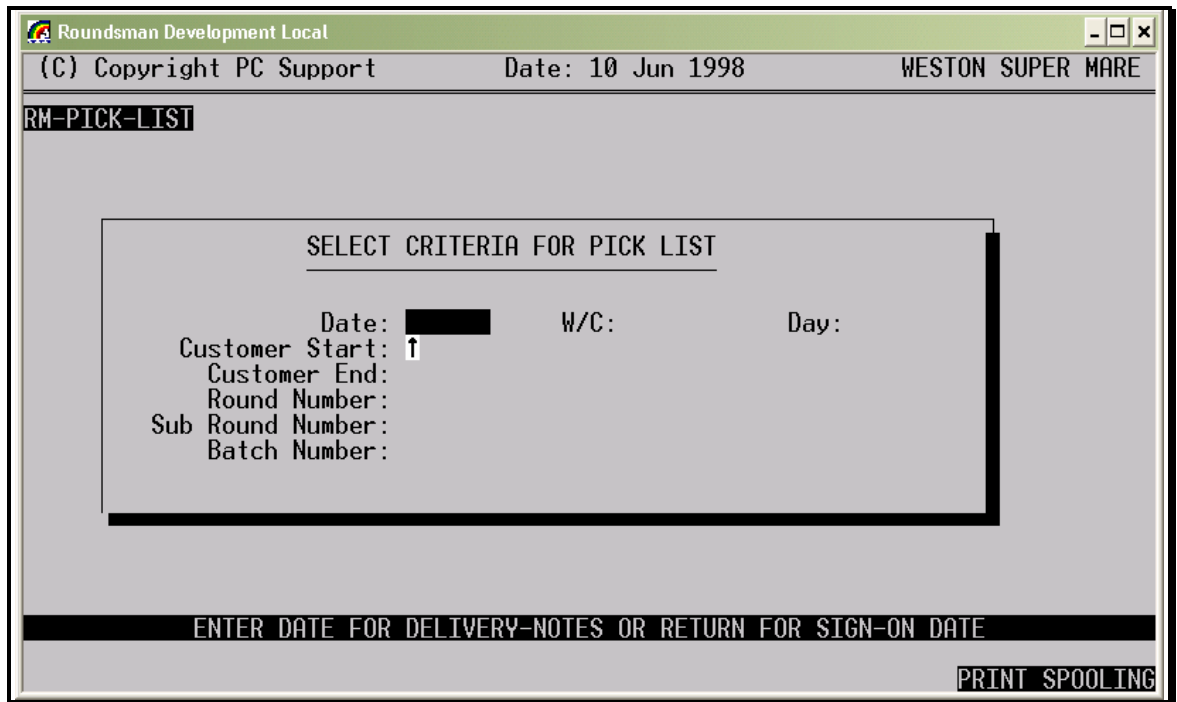 Roundsman Development Local
(C) Copyright PC Support Date: 10 Jun 1998 WESTON SUPER MARE
RM-PICK-LIST
SELECT CRITERIA FOR PICK LIST
Date: W/C: Day:
Customer Start: ↑
Customer End:
Round Number:
Sub Round Number:
Batch Number:
ENTER DATE FOR DELIVERY-NOTES OR RETURN FOR SIGN-ON DATE
PRINT SPOOLING